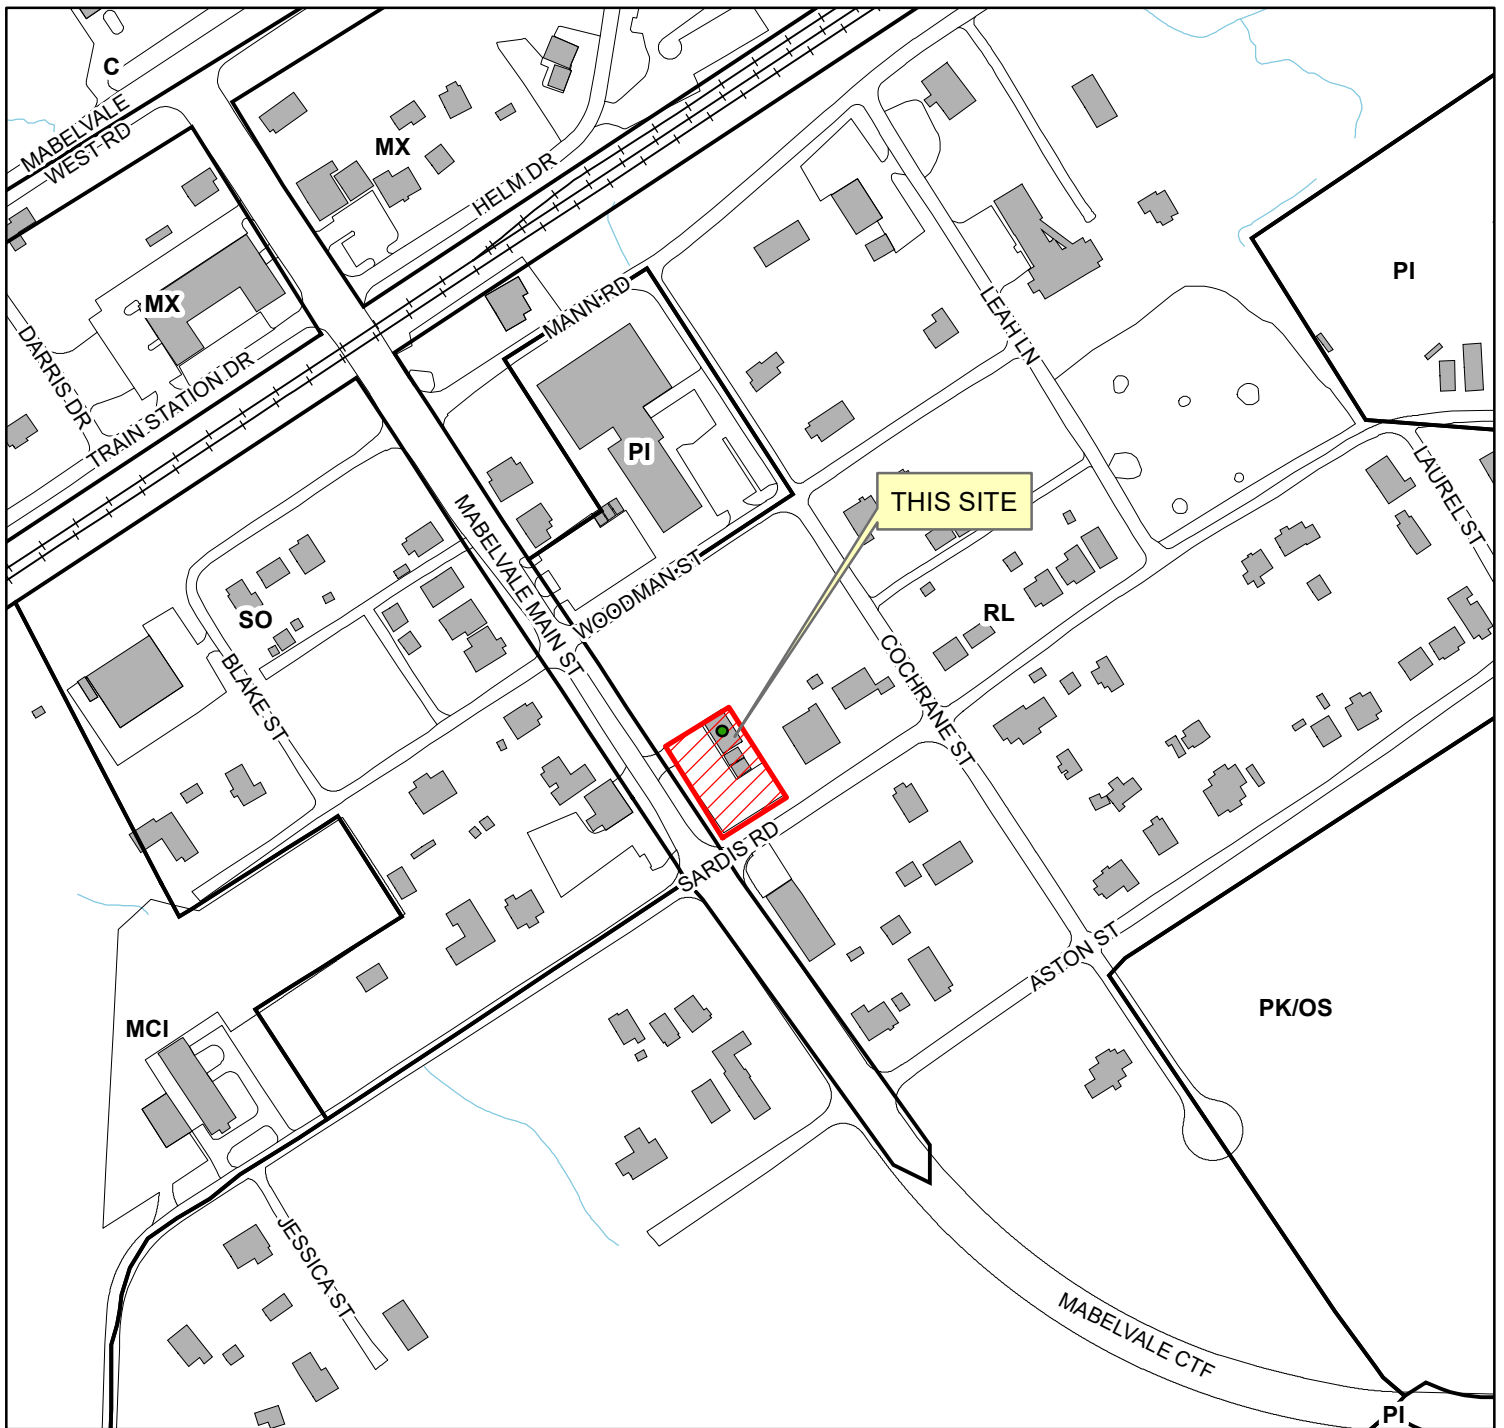 C
MABELVALE
WEST RD
MX
HELM DR
PI
MX
MANN RD
LEAH LN
DARRIS DR
TRAIN STATION DR
PI
LAUREL ST
THIS SITE
MABELVALE MAIN ST
WOODMAN ST
SO
RL
BLAKE ST
COCHRANE ST
SARDIS RD
ASTON ST
PK/OS
MCI
JESSICA ST
MABELVALE CTF
PI